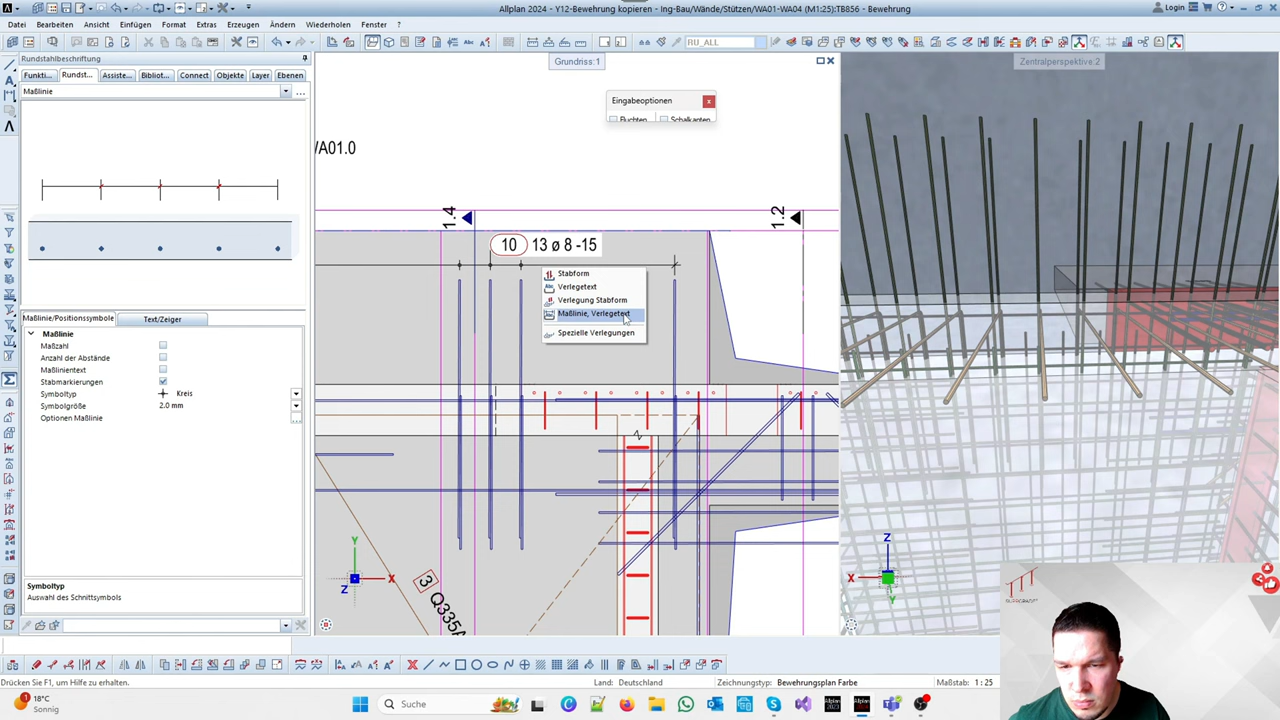 Allplan 2024 - Y12-Bewehrung kopieren - Ing-Bau/Wände/Stützen/WA01-WA04 (M1:25):TB856 - Bewehrung
Login
Datei Bearbeiten Ansicht Einfügen Format Extras Erzeugen Ändern Wiederholen Fenster ?
RU_ALL
Rundstahlbeschriftung
Funkti... Rundst... Assiste... Bibliot... Connect Objekte Layer Ebenen
Maßlinie
Maßlinie/Positionssymbole Text/Zeiger
Maßlinie
Maßzahl
Anzahl der Abstände
Maßlinientext
Stabmarkierungen
Symboltyp Kreis
Symbolgröße 2.0 mm
Optionen Maßlinie
Symboltyp
Auswahl des Schnittsymbols
Grundriss:1
Eingabeoptionen
Fluchten Schalkanten
/A01.0
1.4
1.2
10 13 ø 8 -15
Stabform
Verlegetext
Verlegung Stabform
Maßlinie, Verlegetext
Spezielle Verlegungen
3 Q335A
Y
X
Z
Zentralperspektive:2
Z
X
Y
Drücken Sie F1, um Hilfe zu erhalten.
Land: Deutschland
Zeichnungstyp: Bewehrungsplan Farbe
Maßstab: 1 : 25
18°C
Sonnig
Suche